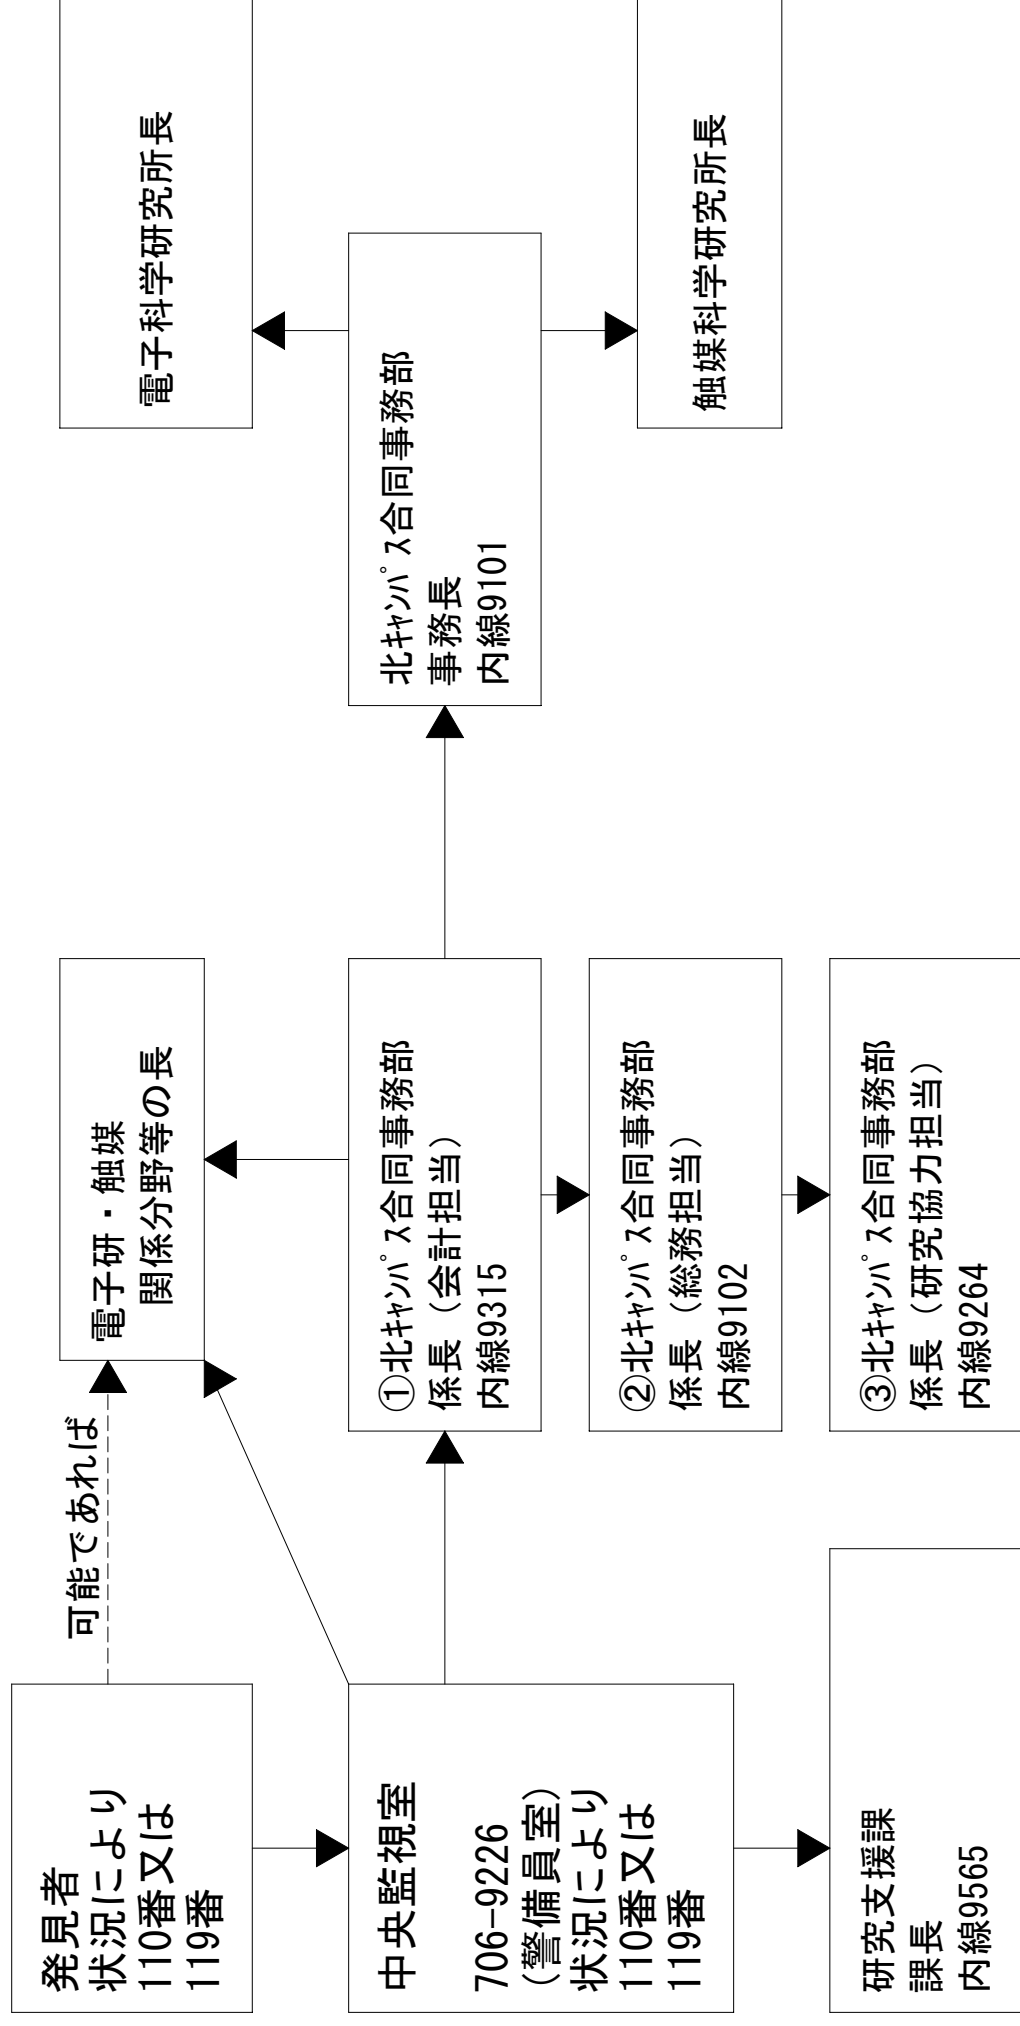 発見者
状況により
110番又は
119番
可能であれば
電子研・触媒
関係分野等の長
電子科学研究所長
中央監視室
706-9226
(警備員室)
状況により
110番又は
119番
①北ｷｬﾝﾊﾟｽ合同事務部
係長（会計担当）
内線9315
北ｷｬﾝﾊﾟｽ合同事務部
事務長
内線9101
②北ｷｬﾝﾊﾟｽ合同事務部
係長（総務担当）
内線9102
触媒科学研究所長
研究支援課
課長
内線9565
③北ｷｬﾝﾊﾟｽ合同事務部
係長（研究協力担当）
内線9264